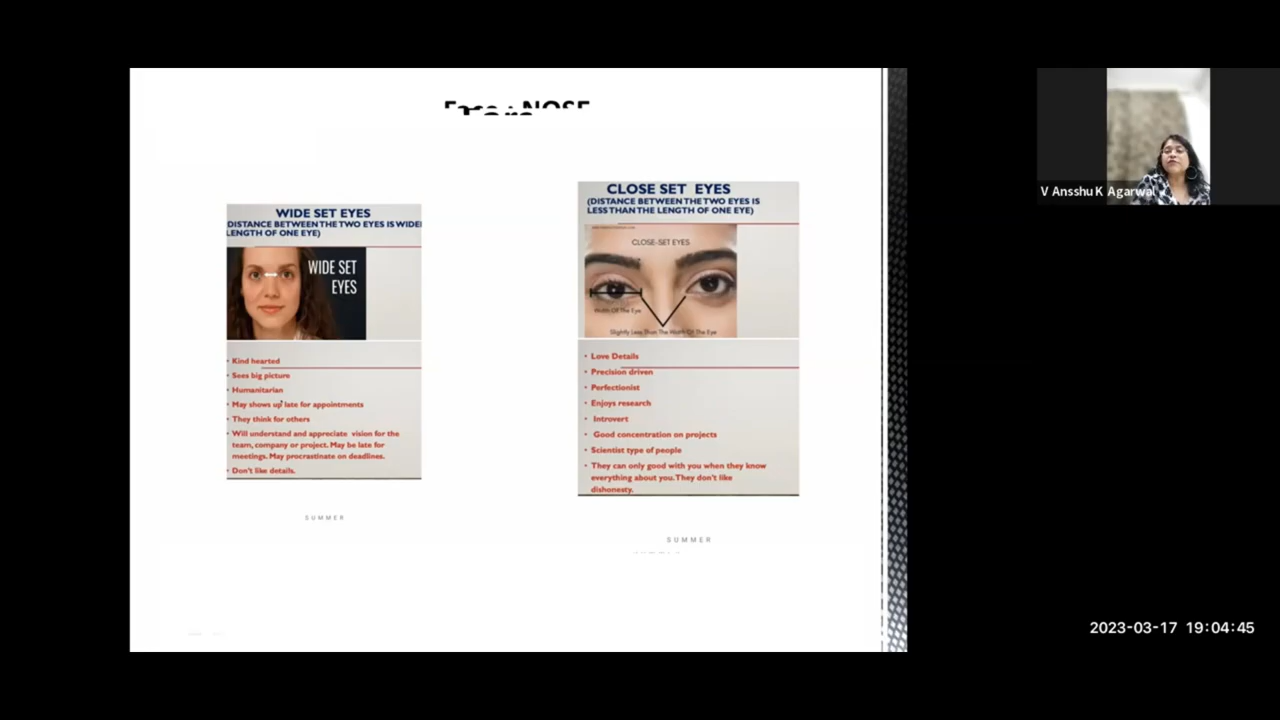 NOSE
WIDE SET EYES
(DISTANCE BETWEEN THE TWO EYES IS WIDE
LENGTH OF ONE EYE)
WIDE SET
EYES
• Kind hearted
• Sees big picture
• Humanitarian
• May shows up late for appointments
• They think for others
• Will understand and appreciate vision for the
team, company or project. May be late for
meetings. May procrastinate on deadlines.
• Don't like details.
SUMMER
CLOSE SET EYES
(DISTANCE BETWEEN THE TWO EYES IS
LESS THAN THE LENGTH OF ONE EYE)
CLOSE-SET EYES
Width Of The Eye
Slightly Less Than The Width Of The Eye
• Love Details
• Precision driven
• Perfectionist
• Enjoys research
• Introvert
• Good concentration on projects
• Scientist type of people
• They can only good with you when they know
everything about you. They don't like
dishonesty.
SUMMER
V Ansshu K Agarwal
2023-03-17 19:04:45